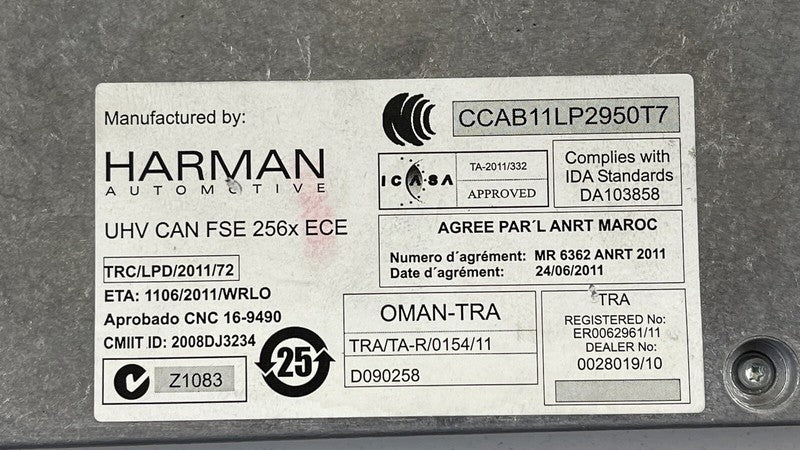 Manufactured by:
HARMAN
AUTOMOTIVE
UHV CAN FSE 256x ECE
TRC/LPD/2011/72
ETA: 1106/2011/WRLO
Aprobado CNC 16-9490
CMIIT ID: 2008DJ3234
Z1083
25
CCAB11LP2950T7
ICASA
TA-2011/332
APPROVED
Complies with
IDA Standards
DA103858
AGREE PAR´L ANRT MAROC
Numero d´agrément: MR 6362 ANRT 2011
Date d´agrément: 24/06/2011
OMAN-TRA
TRA/TA-R/0154/11
D090258
TRA
REGISTERED No:
ER0062961/11
DEALER No:
0028019/10